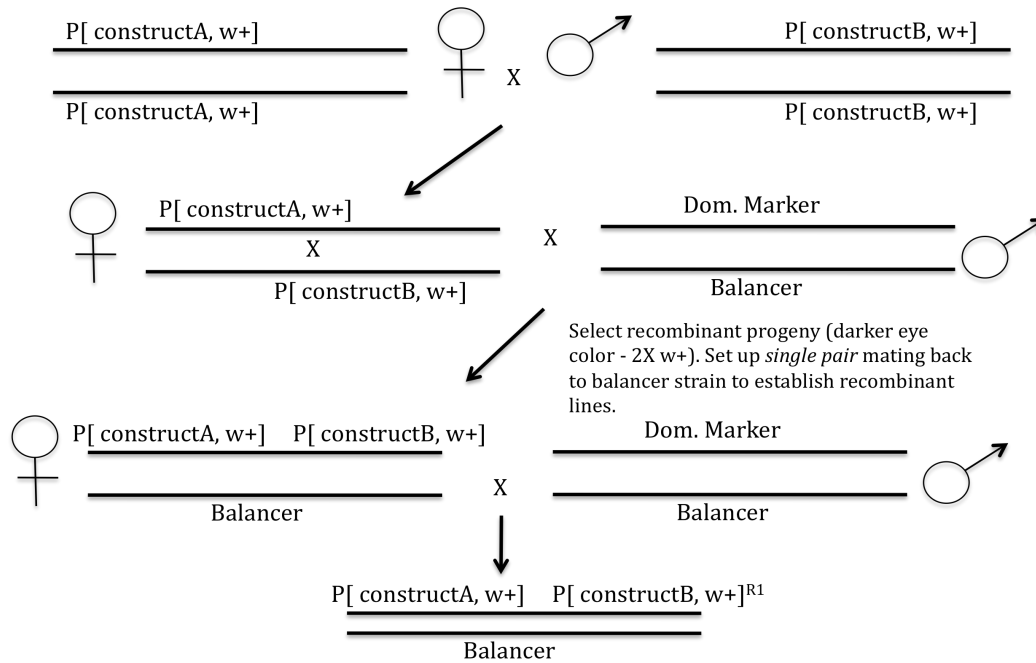 P[ constructA, w+]
P[ constructB, w+]
X
P[ constructA, w+]
P[ constructB, w+]
P[ constructA, w+]
Dom. Marker
X
X
P[ constructB, w+]
Balancer
Select recombinant progeny (darker eye
color - 2X w+). Set up single pair mating back
to balancer strain to establish recombinant
lines.
P[ constructA, w+] P[ constructB, w+]
Dom. Marker
X
Balancer
Balancer
P[ constructA, w+] P[ constructB, w+]R1
Balancer